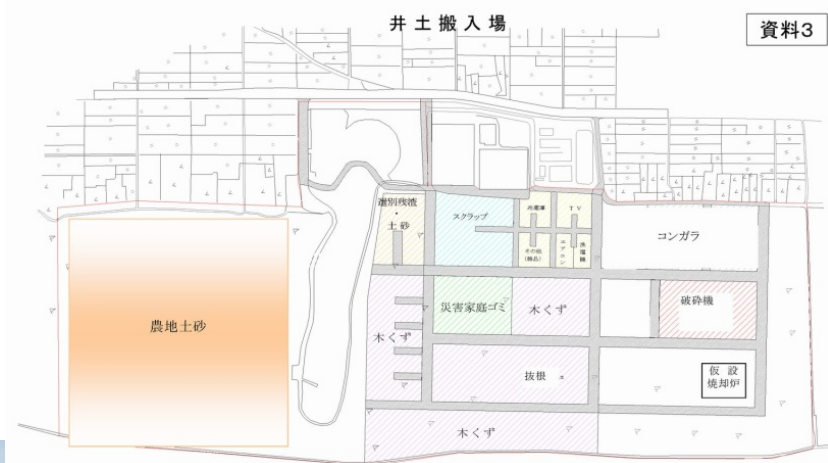 井土搬入場
資料3
選別残渣
・
土砂
スクラップ
冷蔵庫
TV
その他
(線品)
エアコン
洗濯機
コンガラ
農地土砂
木くず
災害家庭ゴミ
木くず
破砕機
抜根
仮設
焼却炉
木くず